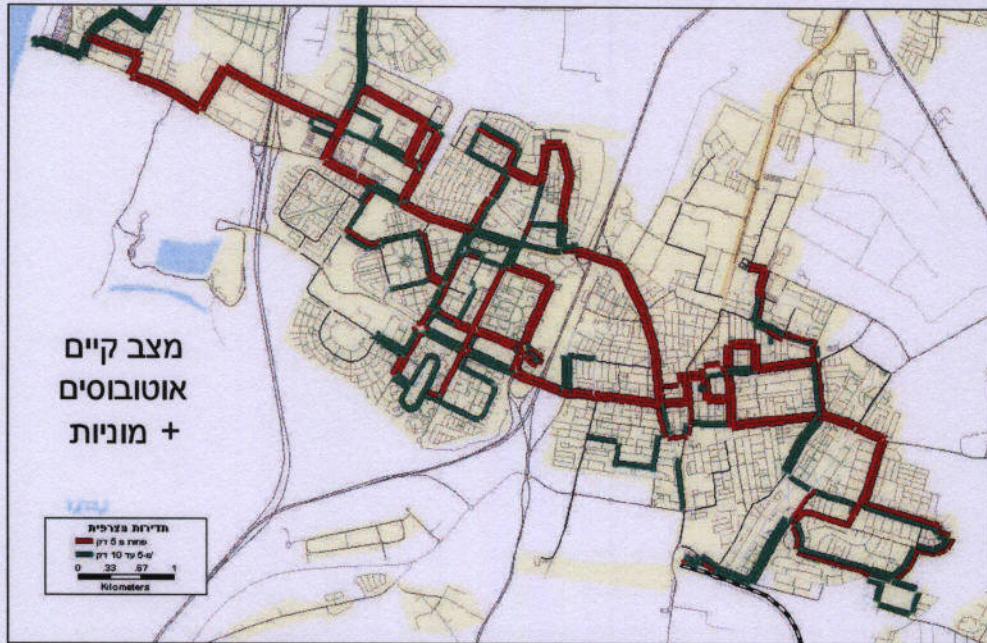 מצב קיים
אוטובוסים
+ מוניות
תדירות מצרפית
פחות מ 5 דק
מ-5 עד 10 דק'
0 .33 .67 1
Kilometers